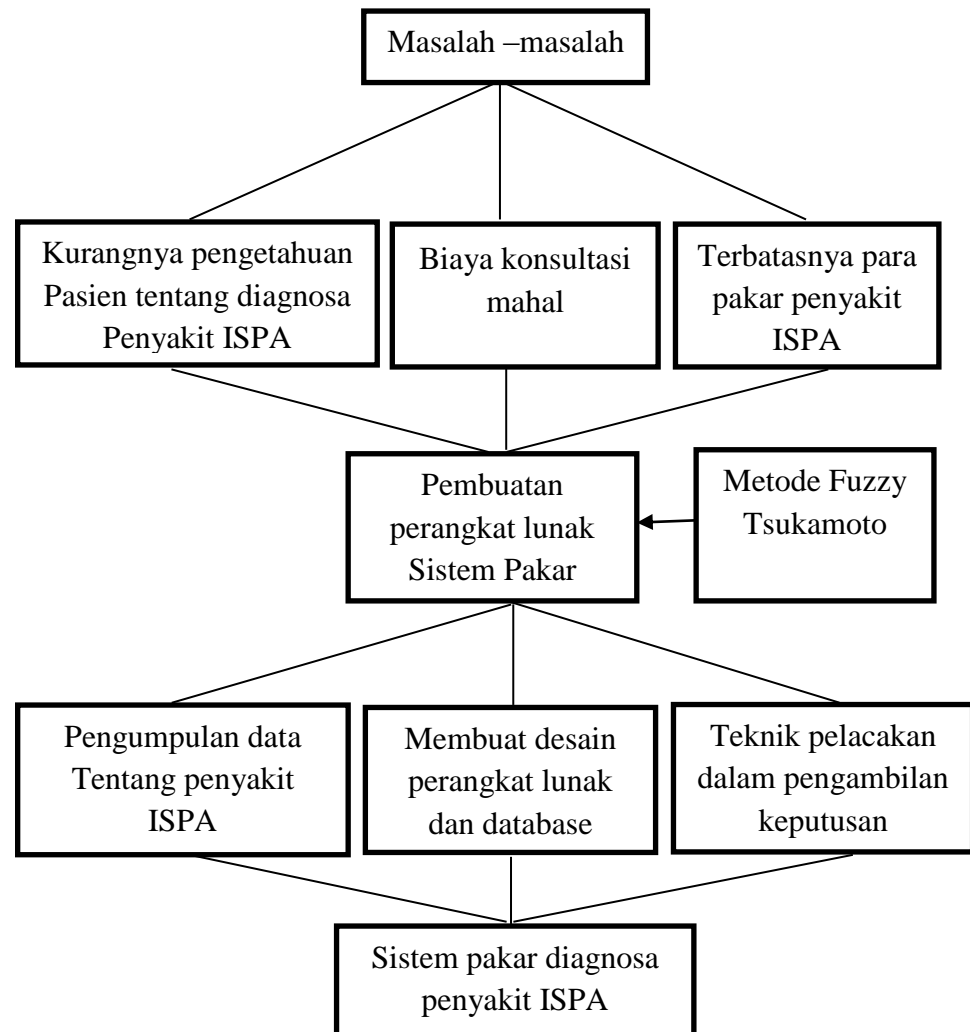 Masalah –masalah
Kurangnya pengetahuan
Pasien tentang diagnosa
Penyakit ISPA
Biaya konsultasi
mahal
Terbatasnya para
pakar penyakit
ISPA
Pembuatan
perangkat lunak
Sistem Pakar
Metode Fuzzy
Tsukamoto
Pengumpulan data
Tentang penyakit
ISPA
Membuat desain
perangkat lunak
dan database
Teknik pelacakan
dalam pengambilan
keputusan
Sistem pakar diagnosa
penyakit ISPA